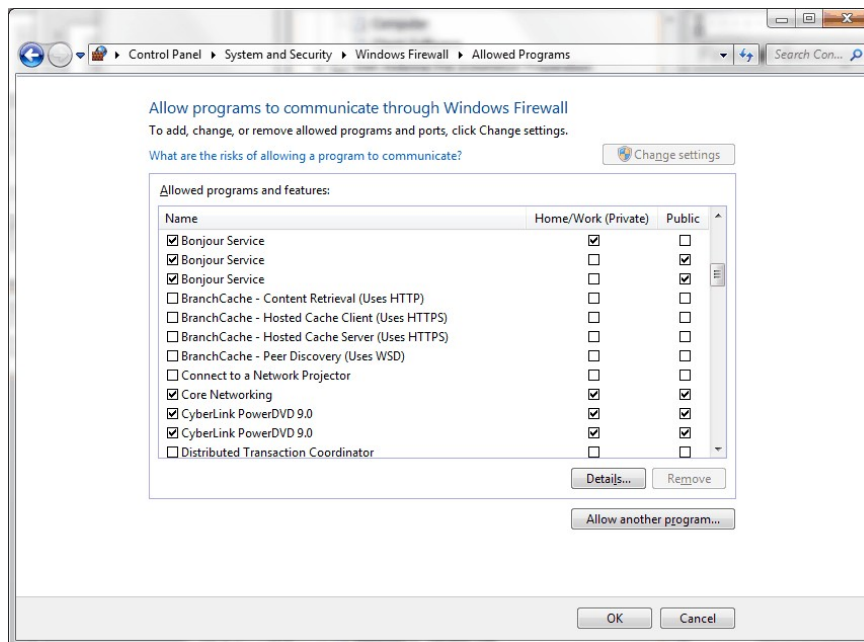 Computer
Control Panel ▸ System and Security ▸ Windows Firewall ▸ Allowed Programs
Search Con...
Allow programs to communicate through Windows Firewall
To add, change, or remove allowed programs and ports, click Change settings.
What are the risks of allowing a program to communicate?
Change settings
Allowed programs and features:
Name Home/Work (Private) Public
Bonjour Service
Bonjour Service
Bonjour Service
BranchCache - Content Retrieval (Uses HTTP)
BranchCache - Hosted Cache Client (Uses HTTPS)
BranchCache - Hosted Cache Server (Uses HTTPS)
BranchCache - Peer Discovery (Uses WSD)
Connect to a Network Projector
Core Networking
CyberLink PowerDVD 9.0
CyberLink PowerDVD 9.0
Distributed Transaction Coordinator
Details... Remove
Allow another program...
OK Cancel